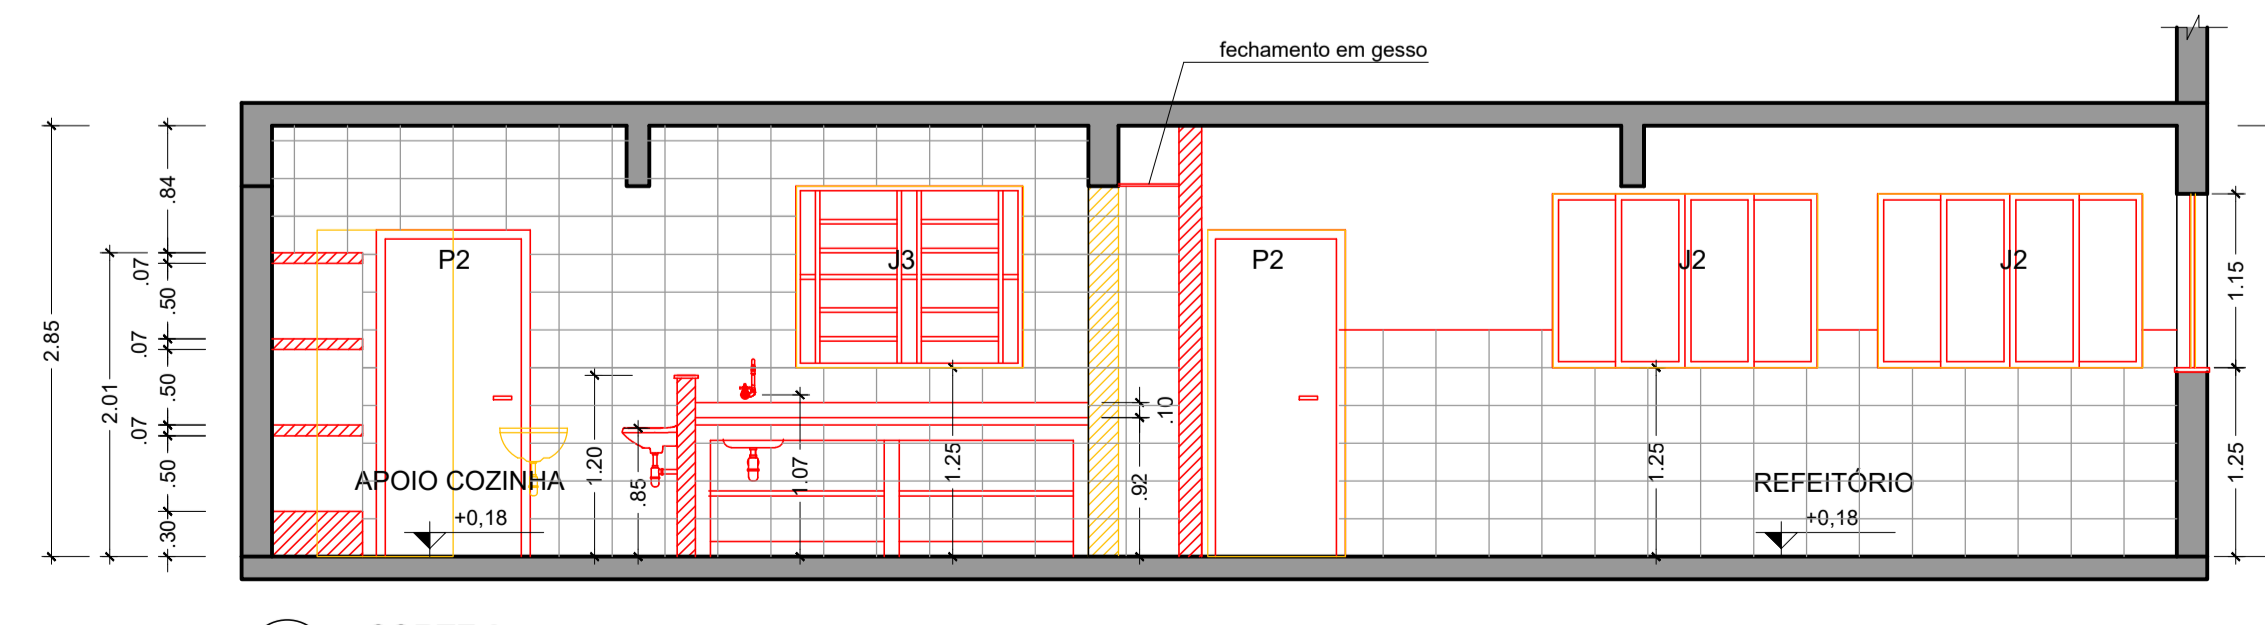 fechamento em gesso
2.85
2.01
.84
.07
.50
.07
.50
.07
.50
.30
P2
J3
P2
J2
J2
1.15
APOIO COZINHA
+0,18
1.20
.85
1.07
1.25
.10
.92
1.25
REFEITÓRIO
+0,18
1.25